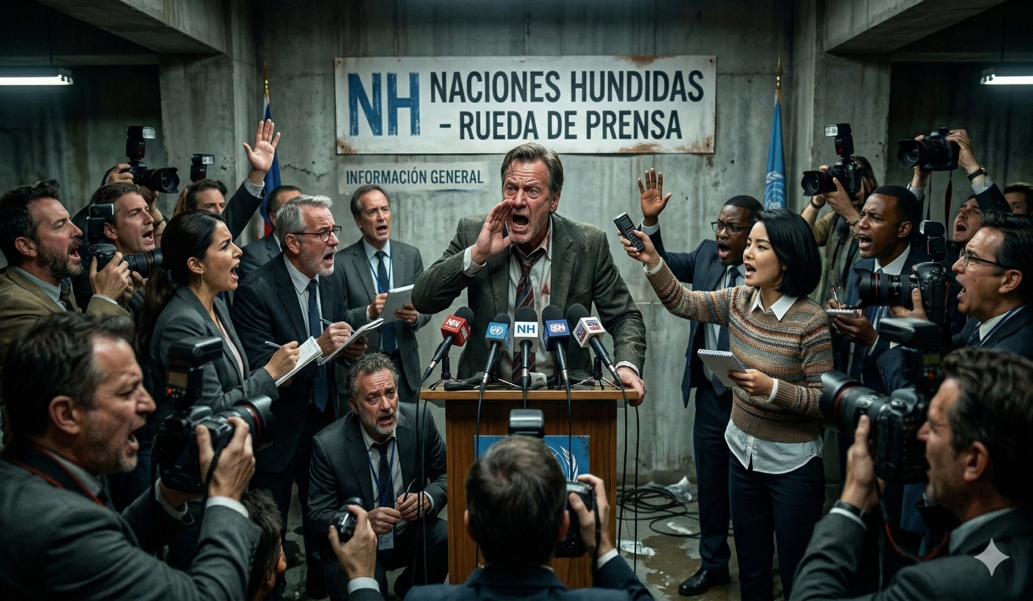 NH NACIONES HUNDIDAS
- RUEDA DE PRENSA
INFORMACIÓN GENERAL
NH